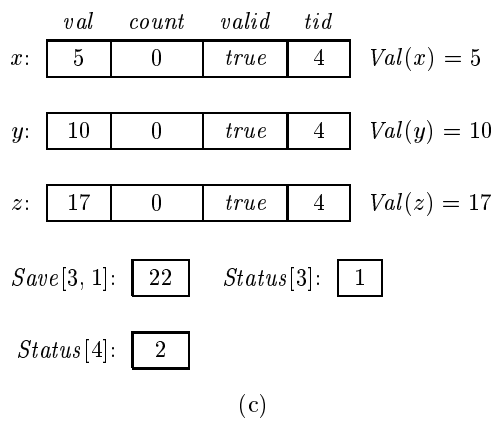 val count valid tid
x: 5 0 true 4 Val(x) = 5
y: 10 0 true 4 Val(y) = 10
z: 17 0 true 4 Val(z) = 17
Save[3, 1]: 22 Status[3]: 1
Status[4]: 2
(c)